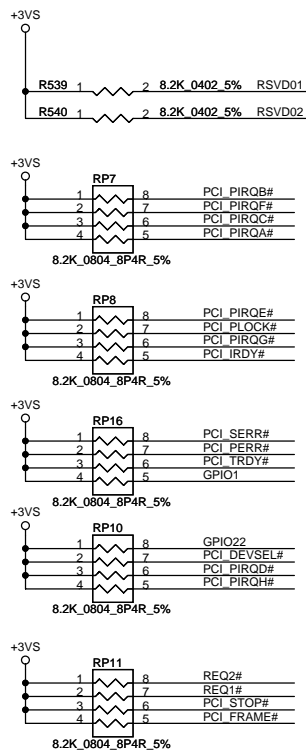 +3VS
R539 1 2 8.2K_0402_5% RSVD01
R540 1 2 8.2K_0402_5% RSVD02
+3VS
RP7
1 8 PCI_PIRQB#
2 7 PCI_PIRQF#
3 6 PCI_PIRQC#
4 5 PCI_PIRQA#
8.2K_0804_8P4R_5%
+3VS
RP8
1 8 PCI_PIRQE#
2 7 PCI_PLOCK#
3 6 PCI_PIRQG#
4 5 PCI_IRDY#
8.2K_0804_8P4R_5%
+3VS
RP16
1 8 PCI_SERR#
2 7 PCI_PERR#
3 6 PCI_TRDY#
4 5 GPIO1
8.2K_0804_8P4R_5%
+3VS
RP10
1 8 GPIO22
2 7 PCI_DEVSEL#
3 6 PCI_PIRQD#
4 5 PCI_PIRQH#
8.2K_0804_8P4R_5%
+3VS
RP11
1 8 REQ2#
2 7 REQ1#
3 6 PCI_STOP#
4 5 PCI_FRAME#
8.2K_0804_8P4R_5%